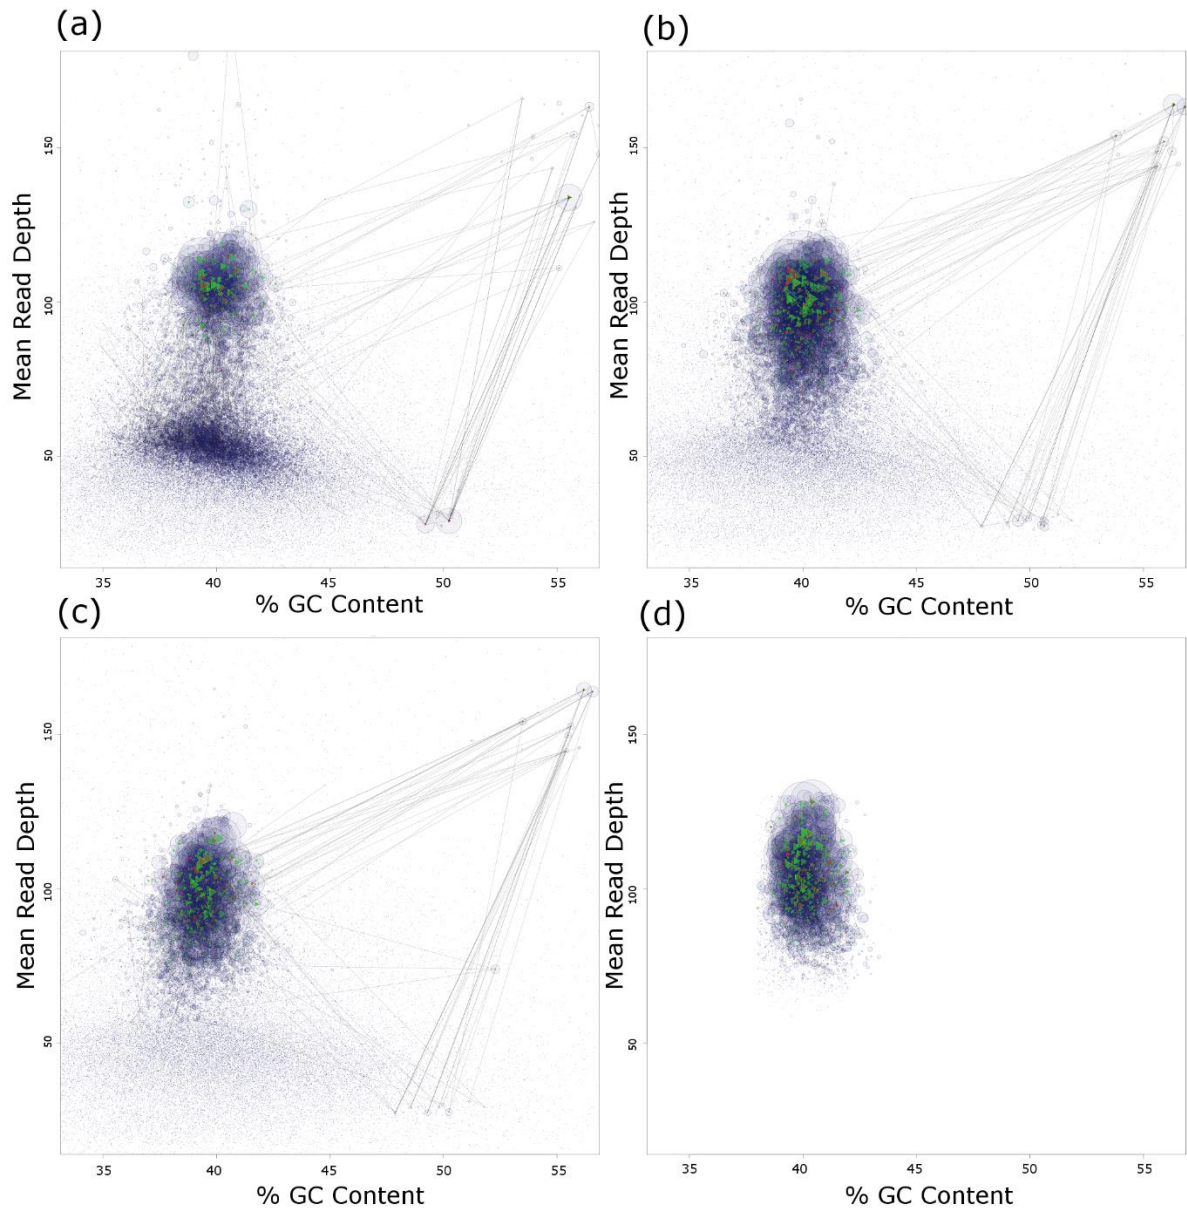 (a)
Mean Read Depth
150
100
50
35 40 45 50 55
% GC Content
(b)
Mean Read Depth
150
100
50
35 40 45 50 55
% GC Content
(c)
Mean Read Depth
150
100
50
35 40 45 50 55
% GC Content
(d)
Mean Read Depth
150
100
50
35 40 45 50 55
% GC Content